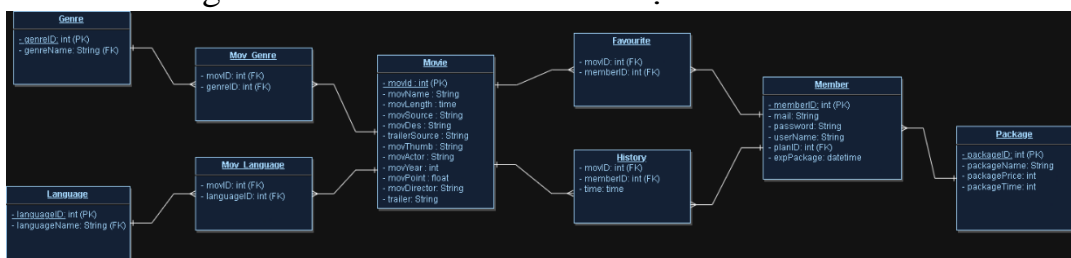 Genre
- genreID: int (PK)
- genreName: String (FK)
Mov_Genre
- movID: int (FK)
- genreID: int (FK)
Movie
- movId : int (PK)
- movName : String
- movLength : time
- movSource : String
- movDes : String
- trailerSource : String
- movThumb : String
- movActor : String
- movYear : int
- movPoint : float
- movDirector: String
- trailer: String
Favourite
- movID: int (FK)
- memberID: int (FK)
Member
- memberID: int (PK)
- mail: String
- password: String
- userName: String
- planID: int (FK)
- expPackage: datetime
Package
- packageID: int (PK)
- packageName: String
- packagePrice: int
- packageTime: int
Language
- languageID: int (PK)
- languageName: String (FK)
Mov_Language
- movID: int (FK)
- languageID: int (FK)
History
- movID: int (FK)
- memberID: int (FK)
- time: time